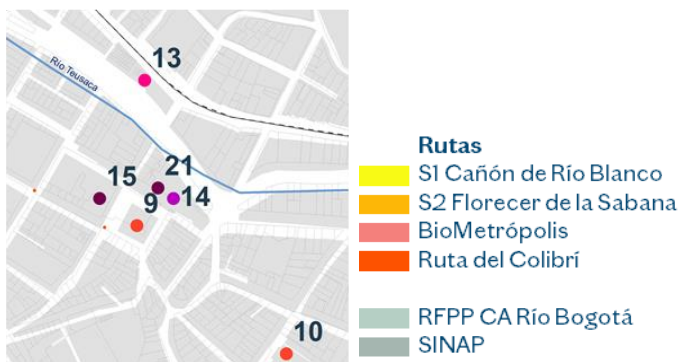 13
Río Teusaca
15
21
9
14
10
Rutas
S1 Cañón de Río Blanco
S2 Florecer de la Sabana
BioMetrópolis
Ruta del Colibrí
RFPP CA Río Bogotá
SINAP